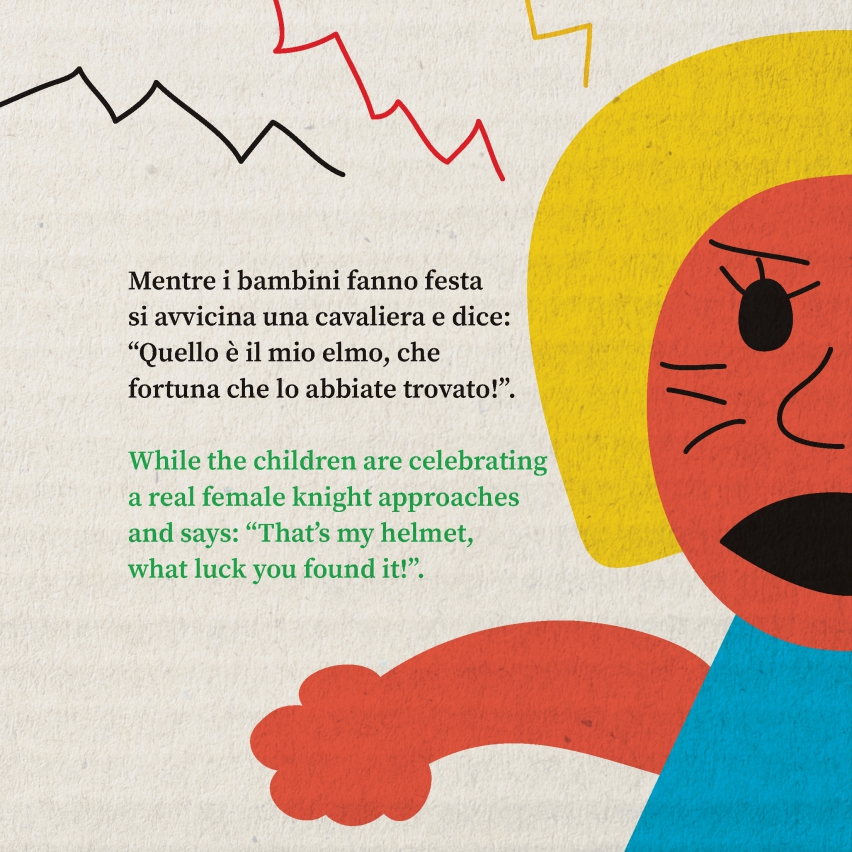 Mentre i bambini fanno festa
si avvicina una cavaliera e dice:
“Quello è il mio elmo, che
fortuna che lo abbiate trovato!”.
While the children are celebrating
a real female knight approaches
and says: “That’s my helmet,
what luck you found it!”.